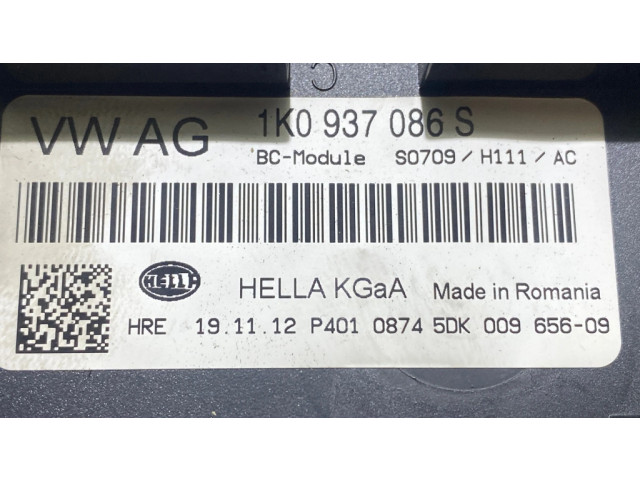 VW AG 1K0 937 086 S
BC-Module S0709/H111/AC
HELLA HELLA KGaA Made in Romania
HRE 19.11.12 P401 0874 5DK 009 656-09